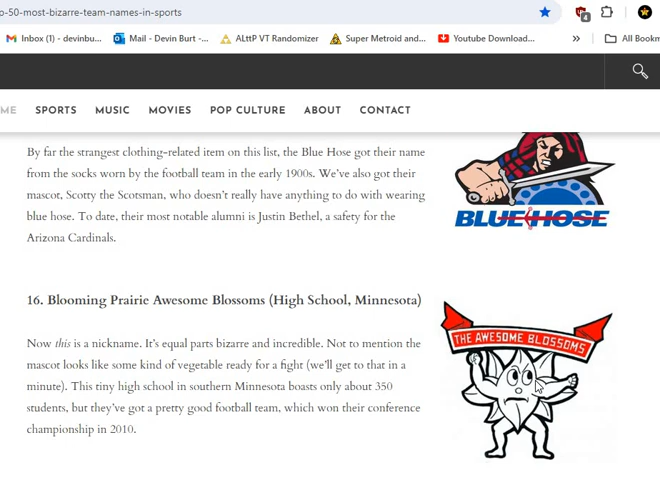 o-50-most-bizarre-team-names-in-sports
4
Inbox (1) - devinbu... Mail - Devin Burt -... ALttP VT Randomizer Super Metroid and... Youtube Download... » All Bookm
ME SPORTS MUSIC MOVIES POP CULTURE ABOUT CONTACT
By far the strangest clothing-related item on this list, the Blue Hose got their name
from the socks worn by the football team in the early 1900s. We've also got their
mascot, Scotty the Scotsman, who doesn't really have anything to do with wearing
blue hose. To date, their most notable alumni is Justin Bethel, a safety for the
Arizona Cardinals.
BLUE HOSE
16. Blooming Prairie Awesome Blossoms (High School, Minnesota)
Now this is a nickname. It's equal parts bizarre and incredible. Not to mention the
mascot looks like some kind of vegetable ready for a fight (we'll get to that in a
minute). This tiny high school in southern Minnesota boasts only about 350
students, but they've got a pretty good football team, which won their conference
championship in 2010.
THE AWESOME BLOSSOMS